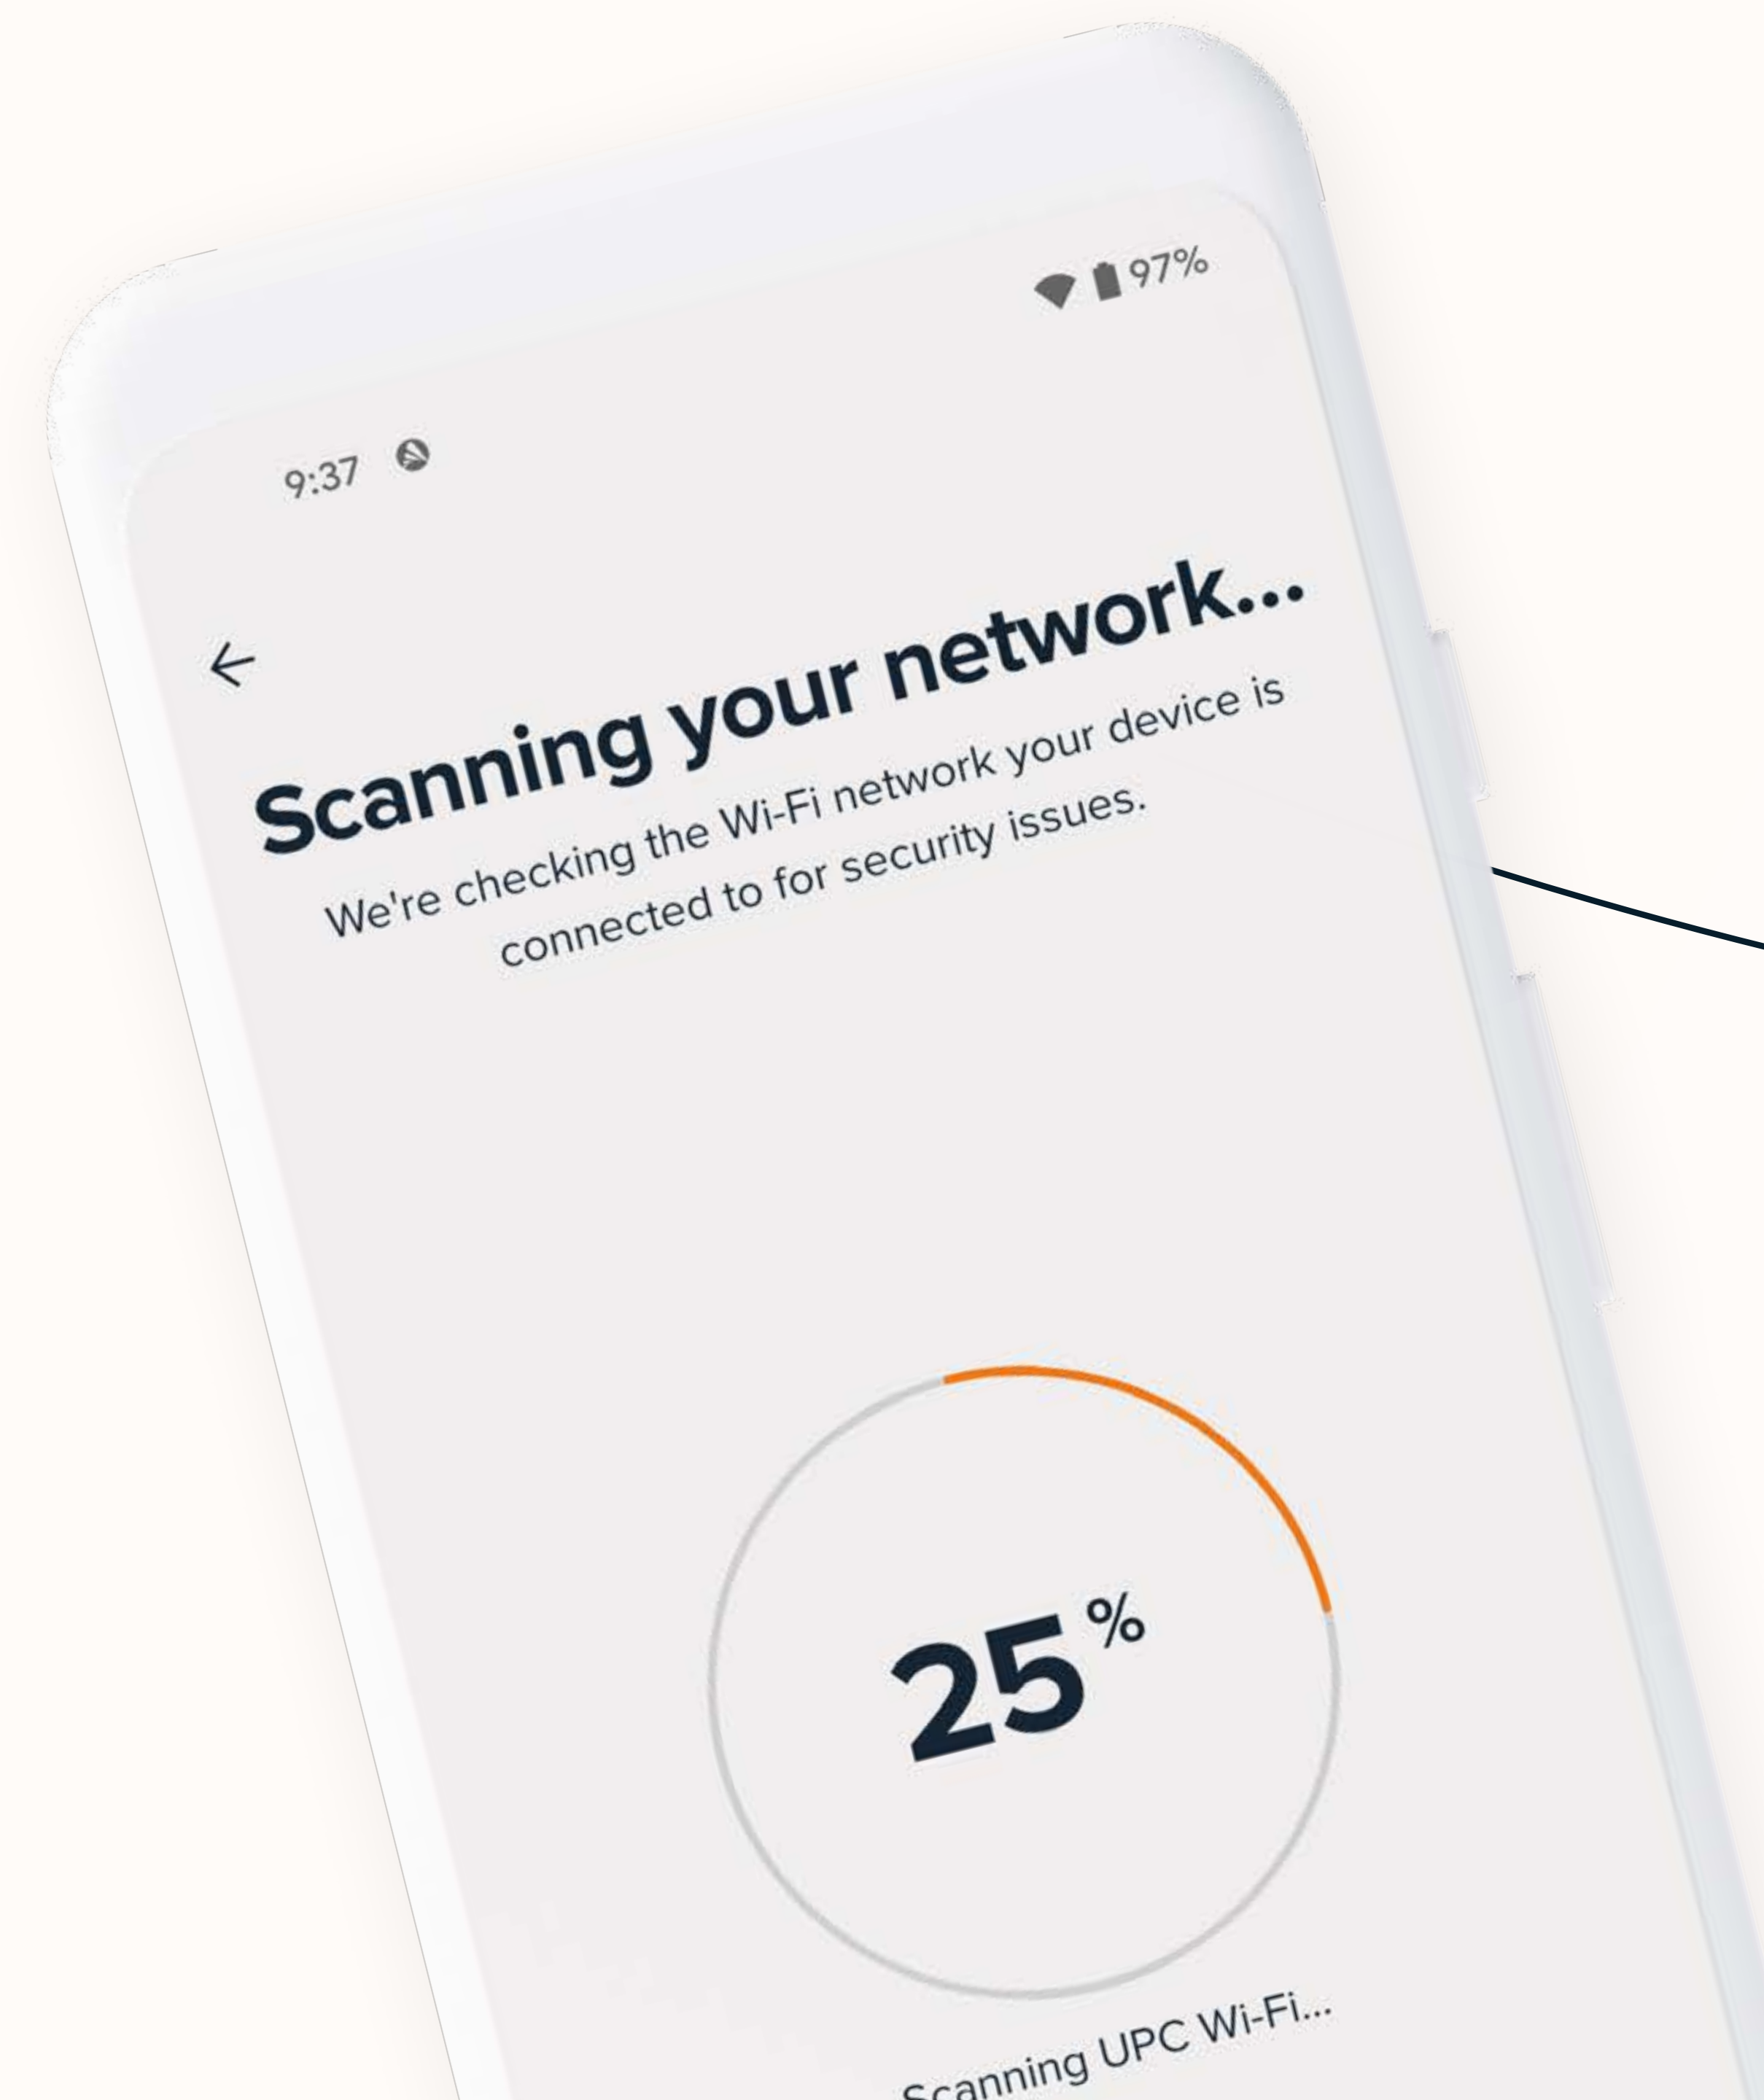 9:37
97%
Scanning your network...
We're checking the Wi-Fi network your device is
connected to for security issues.
25%
Scanning UPC Wi-Fi...